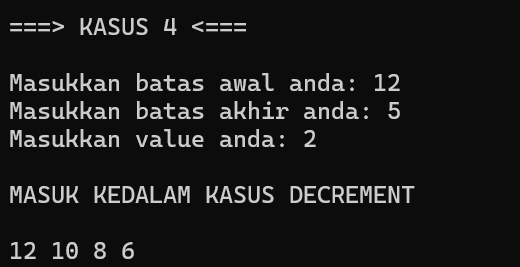 ===> KASUS 4 <===
Masukkan batas awal anda: 12
Masukkan batas akhir anda: 5
Masukkan value anda: 2
MASUK KEDALAM KASUS DECREMENT
12 10 8 6